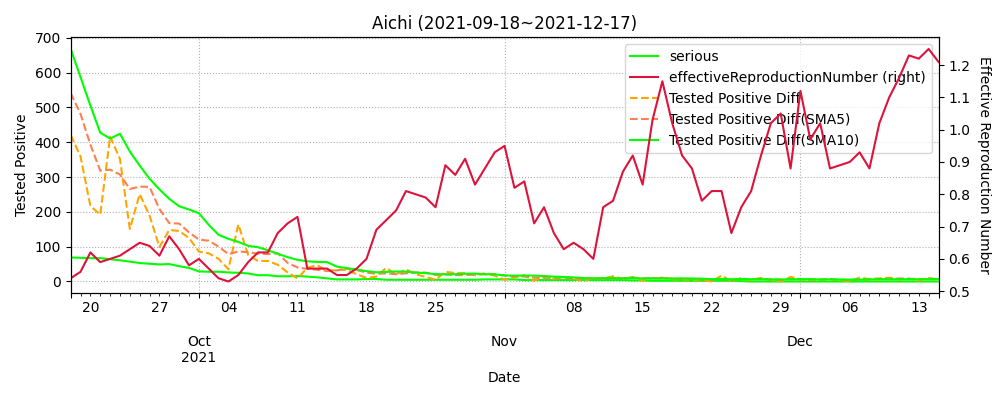 Aichi (2021-09-18~2021-12-17)
700
600
500
400
300
200
100
0
Tested Positive
serious
effectiveReproductionNumber (right)
Tested Positive Diff
Tested Positive Diff(SMA5)
Tested Positive Diff(SMA10)
1.2
1.1
1.0
0.9
0.8
0.7
0.6
0.5
Effective Reproduction Number
20 27 04 11 18 25 08 15 22 29 06 13
Oct Nov Dec
2021
Date